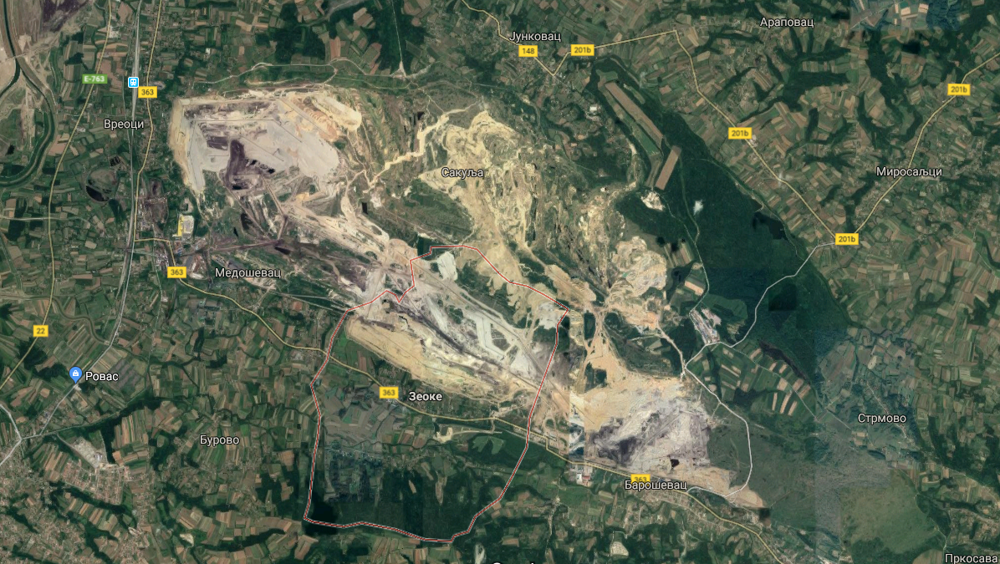 Араповац
Јунковац
148
201b
E-763
363
201b
Вреоци
201b
Сакуља
Миросаљци
201b
363
Медошевац
22
Ровас
363
Зеоке
Стрмово
Бурово
363
Барошевац
Пркосава